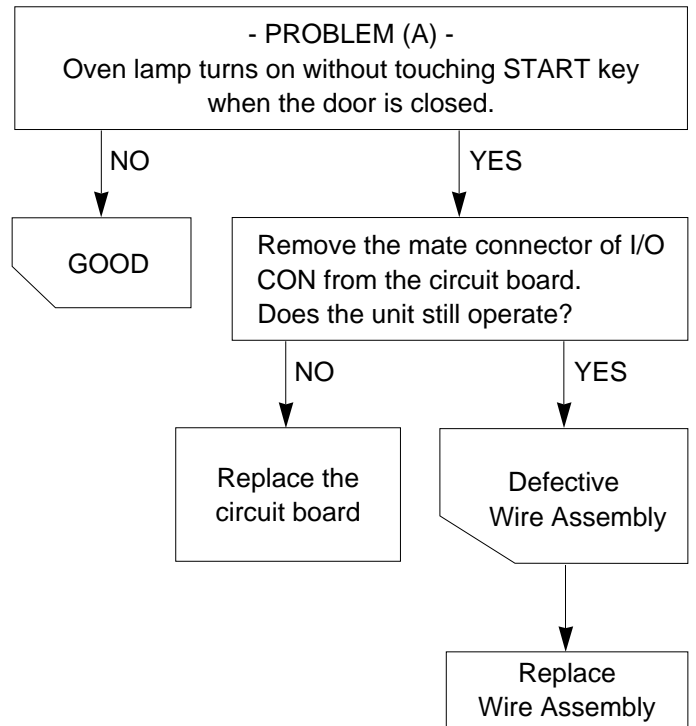 - PROBLEM (A) -
Oven lamp turns on without touching START key
when the door is closed.
NO
YES
GOOD
Remove the mate connector of I/O
CON from the circuit board.
Does the unit still operate?
NO
YES
Replace the
circuit board
Defective
Wire Assembly
Replace
Wire Assembly